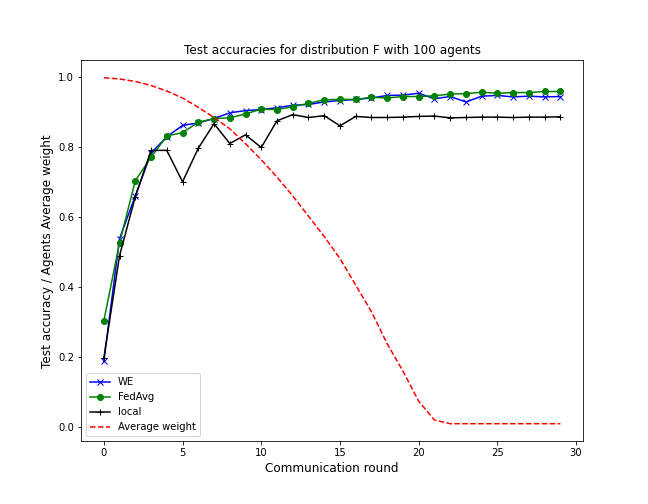 Test accuracies for distribution F with 100 agents
Test accuracy / Agents Average weight
1.0
0.8
0.6
0.4
0.2
0.0
WE
FedAvg
local
Average weight
0 5 10 15 20 25 30
Communication round